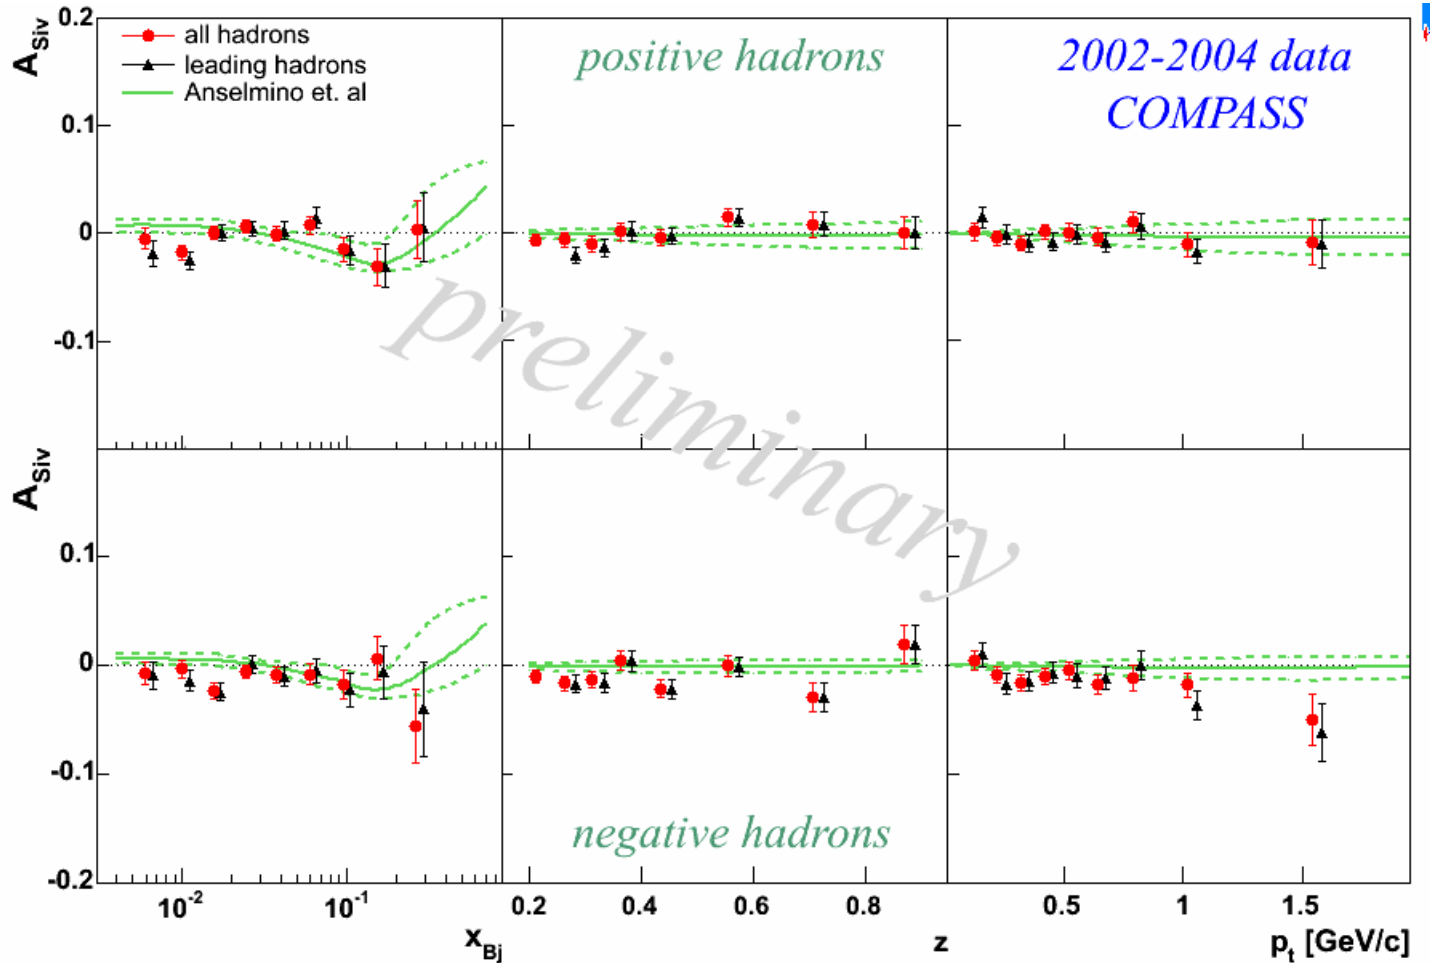 A_Siv
0.2
0.1
0
-0.1
all hadrons
leading hadrons
Anselmino et. al
positive hadrons
2002-2004 data
COMPASS
preliminary
A_Siv
0.1
0
-0.1
-0.2
negative hadrons
10^-2 10^-1
x_Bj
0.2 0.4 0.6 0.8
z
0.5 1 1.5
p_t [GeV/c]